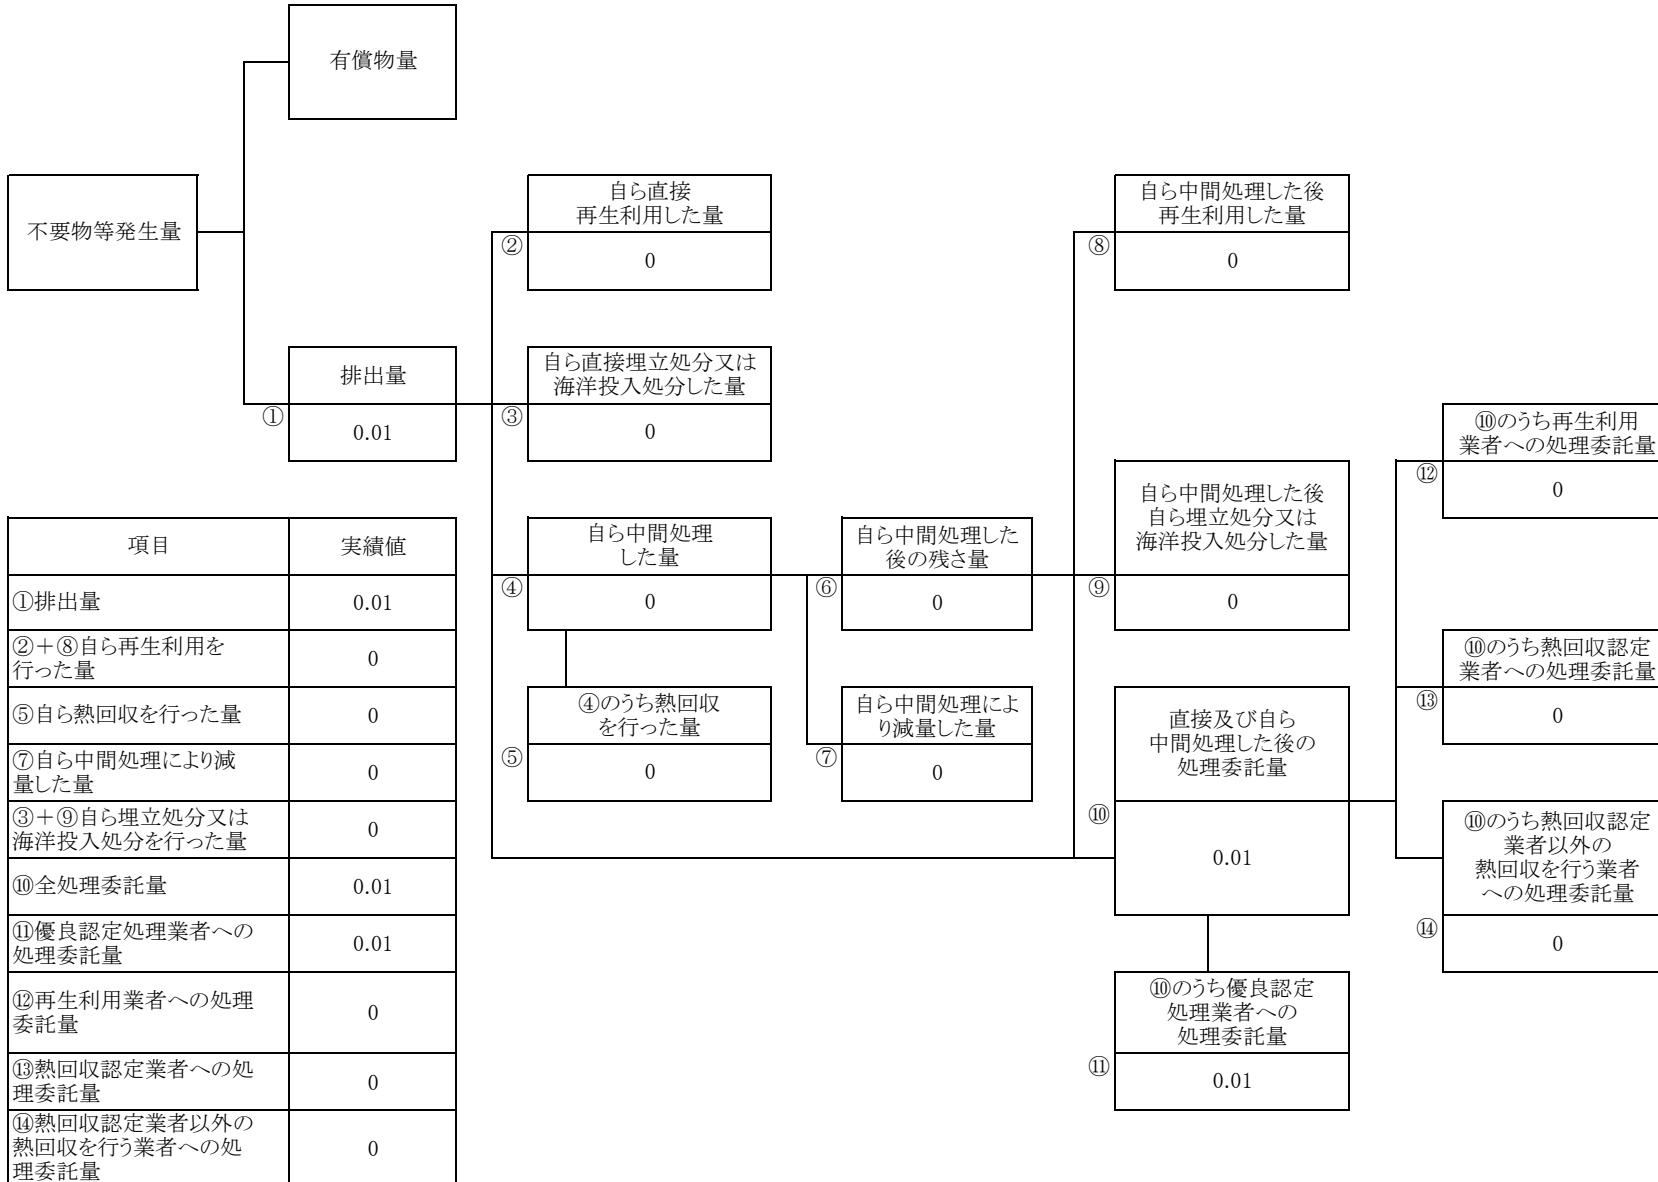 有償物量
不要物等発生量
自ら直接
再生利用した量
②
0
自ら中間処理した後
再生利用した量
⑧
0
排出量
①
0.01
自ら直接埋立処分又は
海洋投入処分した量
③
0
⑩のうち再生利用
業者への処理委託量
⑫
0
自ら中間処理
した量
④
0
自ら中間処理した
後の残さ量
⑥
0
自ら中間処理した後
自ら埋立処分又は
海洋投入処分した量
⑨
0
⑩のうち熱回収認定
業者への処理委託量
⑬
0
④のうち熱回収
を行った量
⑤
0
自ら中間処理によ
り減量した量
⑦
0
直接及び自ら
中間処理した後の
処理委託量
⑩
0.01
⑩のうち熱回収認定
業者以外の
熱回収を行う業者
への処理委託量
⑭
0
⑩のうち優良認定
処理業者への
処理委託量
⑪
0.01
項目 実績値
①排出量 0.01
②+⑧自ら再生利用を
行った量
0
⑤自ら熱回収を行った量 0
⑦自ら中間処理により減
量した量
0
③+⑨自ら埋立処分又は
海洋投入処分を行った量
0
⑩全処理委託量 0.01
⑪優良認定処理業者への
処理委託量
0.01
⑫再生利用業者への処理
委託量
0
⑬熱回収認定業者への処
理委託量
0
⑭熱回収認定業者以外の
熱回収を行う業者への処
理委託量
0